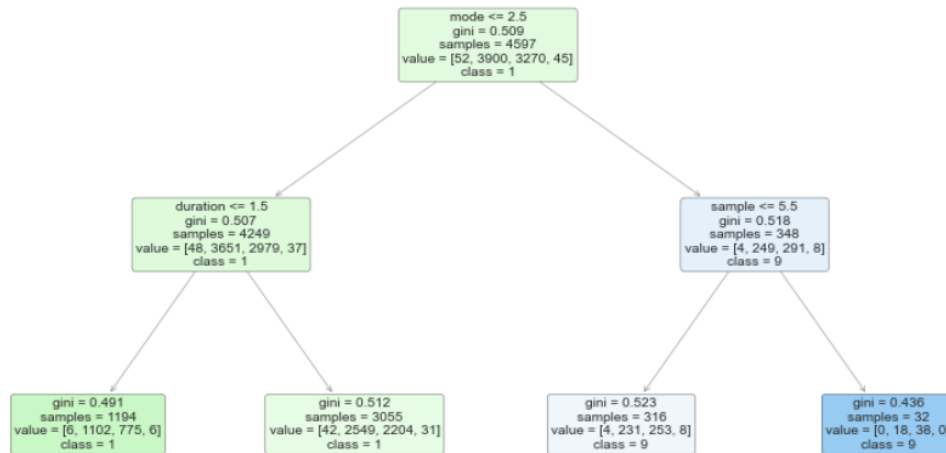 mode <= 2.5
gini = 0.509
samples = 4597
value = [52, 3900, 3270, 45]
class = 1
duration <= 1.5
gini = 0.507
samples = 4249
value = [48, 3651, 2979, 37]
class = 1
sample <= 5.5
gini = 0.518
samples = 348
value = [4, 249, 291, 8]
class = 9
gini = 0.491
samples = 1194
value = [6, 1102, 775, 6]
class = 1
gini = 0.512
samples = 3055
value = [42, 2549, 2204, 31]
class = 1
gini = 0.523
samples = 316
value = [4, 231, 253, 8]
class = 9
gini = 0.436
samples = 32
value = [0, 18, 38, 0
class = 9